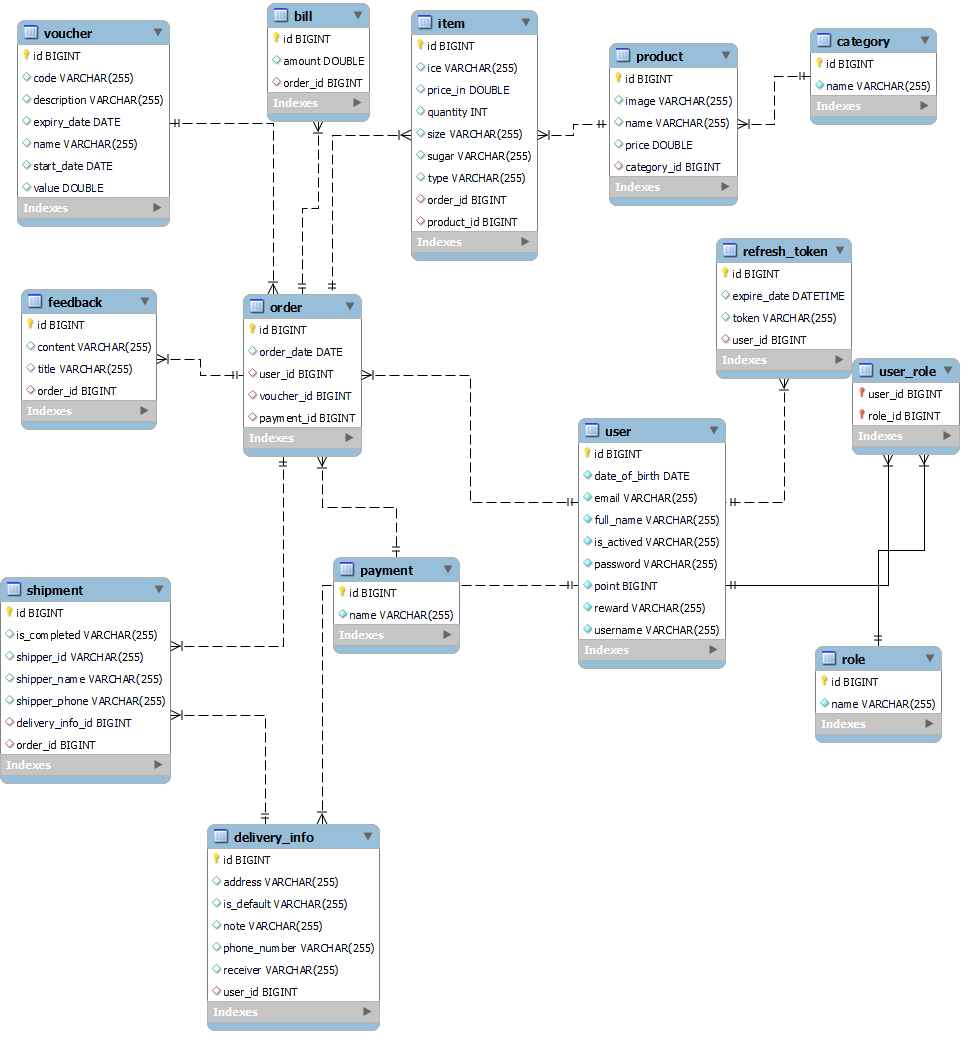 voucher
id BIGINT
code VARCHAR(255)
description VARCHAR(255)
expiry_date DATE
name VARCHAR(255)
start_date DATE
value DOUBLE
Indexes
bill
id BIGINT
amount DOUBLE
order_id BIGINT
Indexes
item
id BIGINT
ice VARCHAR(255)
price_in DOUBLE
quantity INT
size VARCHAR(255)
sugar VARCHAR(255)
type VARCHAR(255)
order_id BIGINT
product_id BIGINT
Indexes
product
id BIGINT
image VARCHAR(255)
name VARCHAR(255)
price DOUBLE
category_id BIGINT
Indexes
category
id BIGINT
name VARCHAR(255)
Indexes
feedback
id BIGINT
content VARCHAR(255)
title VARCHAR(255)
order_id BIGINT
Indexes
order
id BIGINT
order_date DATE
user_id BIGINT
voucher_id BIGINT
payment_id BIGINT
Indexes
refresh_token
id BIGINT
expire_date DATETIME
token VARCHAR(255)
user_id BIGINT
Indexes
user_role
user_id BIGINT
role_id BIGINT
Indexes
user
id BIGINT
date_of_birth DATE
email VARCHAR(255)
full_name VARCHAR(255)
is_actived VARCHAR(255)
password VARCHAR(255)
point BIGINT
reward VARCHAR(255)
username VARCHAR(255)
Indexes
payment
id BIGINT
name VARCHAR(255)
Indexes
shipment
id BIGINT
is_completed VARCHAR(255)
shipper_id VARCHAR(255)
shipper_name VARCHAR(255)
shipper_phone VARCHAR(255)
delivery_info_id BIGINT
order_id BIGINT
Indexes
role
id BIGINT
name VARCHAR(255)
Indexes
delivery_info
id BIGINT
address VARCHAR(255)
is_default VARCHAR(255)
note VARCHAR(255)
phone_number VARCHAR(255)
receiver VARCHAR(255)
user_id BIGINT
Indexes